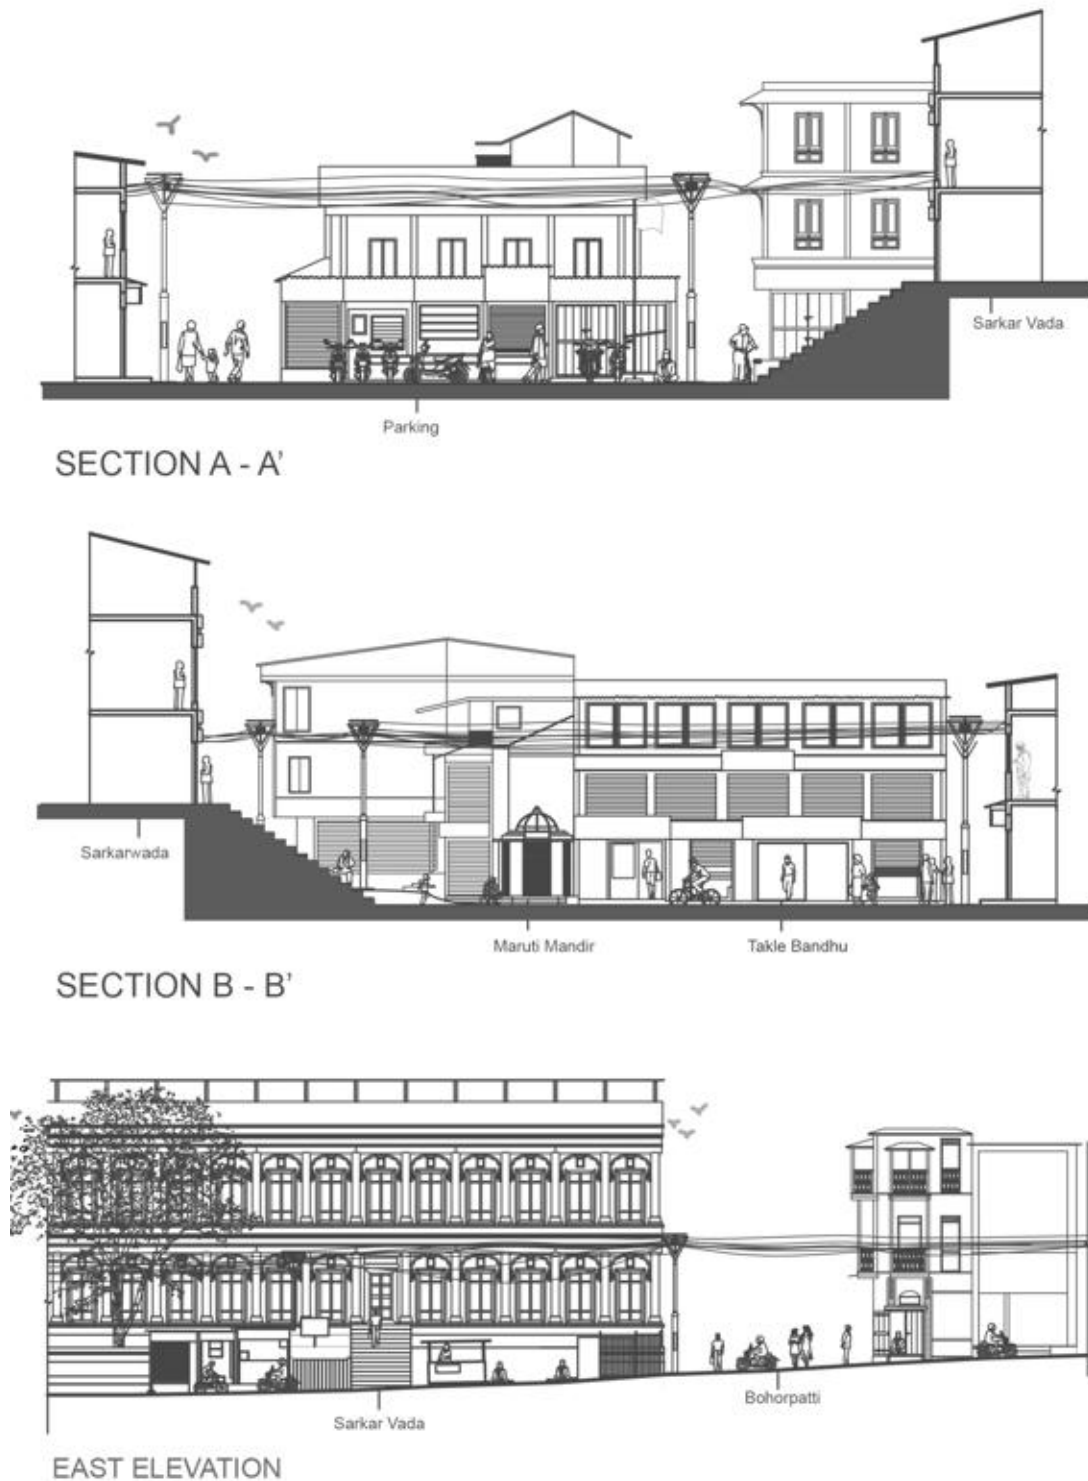 Sarkar Vada
Parking
SECTION A - A'
Sarkarwada
Maruti Mandir
Takle Bandhu
SECTION B - B'
Bohorpatti
Sarkar Vada
EAST ELEVATION